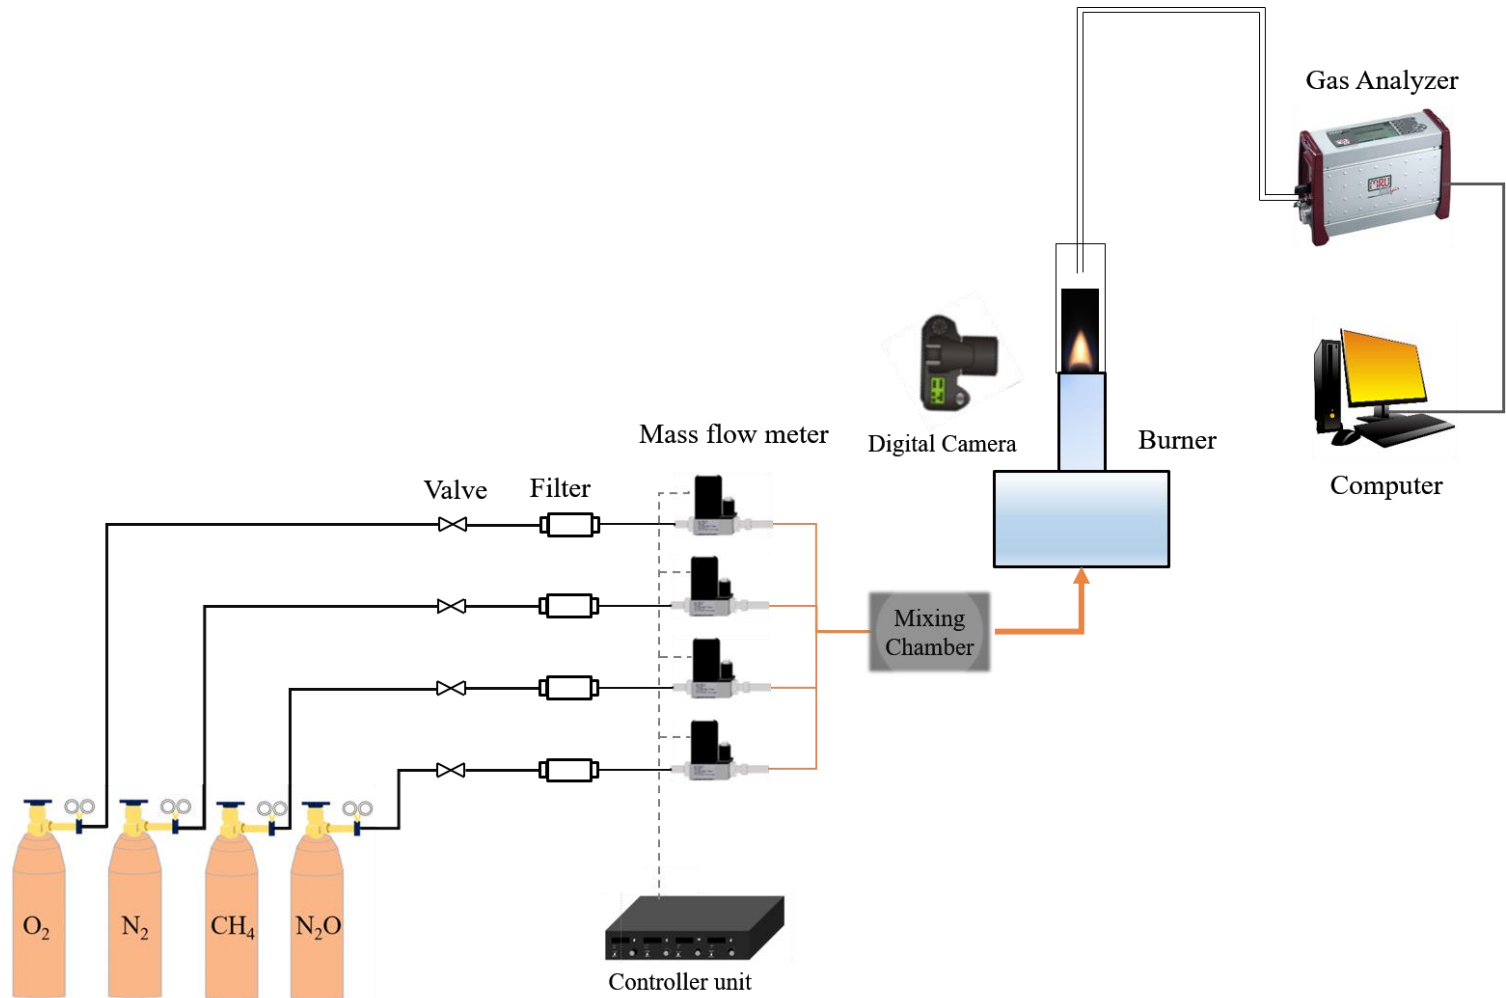 Gas Analyzer
MRU
Mass flow meter
Digital Camera
Burner
Computer
Valve
Filter
Mixing
Chamber
O₂
N₂
CH₄
N₂O
Controller unit